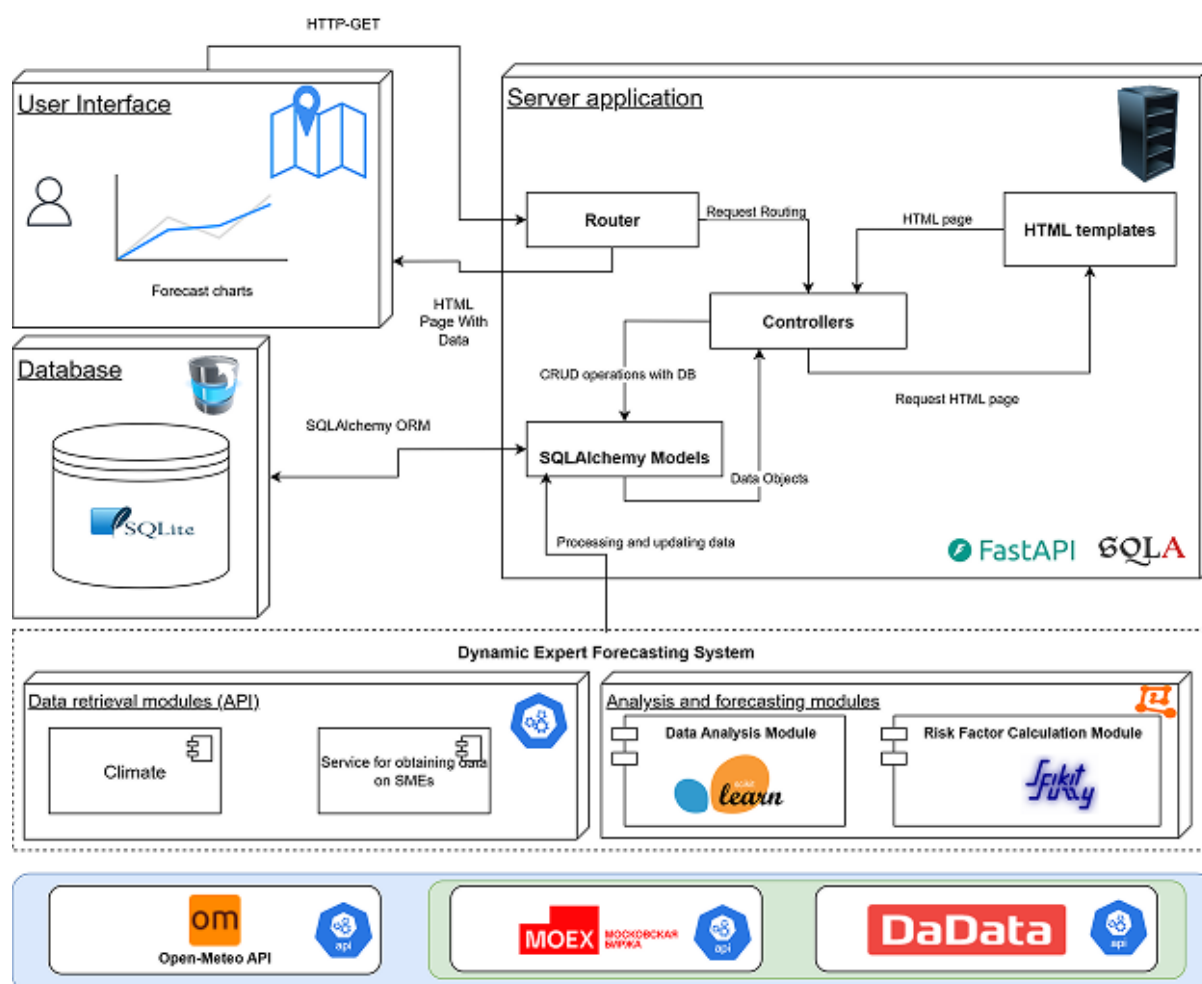 HTTP-GET
User Interface
Forecast charts
Server application
Router
Request Routing
HTML page
HTML templates
HTML
Page With
Data
Controllers
Database
CRUD operations with DB
Request HTML page
SQLAlchemy ORM
SQLAlchemy Models
Data Objects
SQLite
Processing and updating data
FastAPI
SQLA
Dynamic Expert Forecasting System
Data retrieval modules (API)
Climate
Service for obtaining data
on SMEs
Analysis and forecasting modules
Data Analysis Module
scikit
learn
Risk Factor Calculation Module
Scikit
Fuzzy
om
Open-Meteo API
api
MOEX
МОСКОВСКАЯ
БИРЖА
api
DaData
api